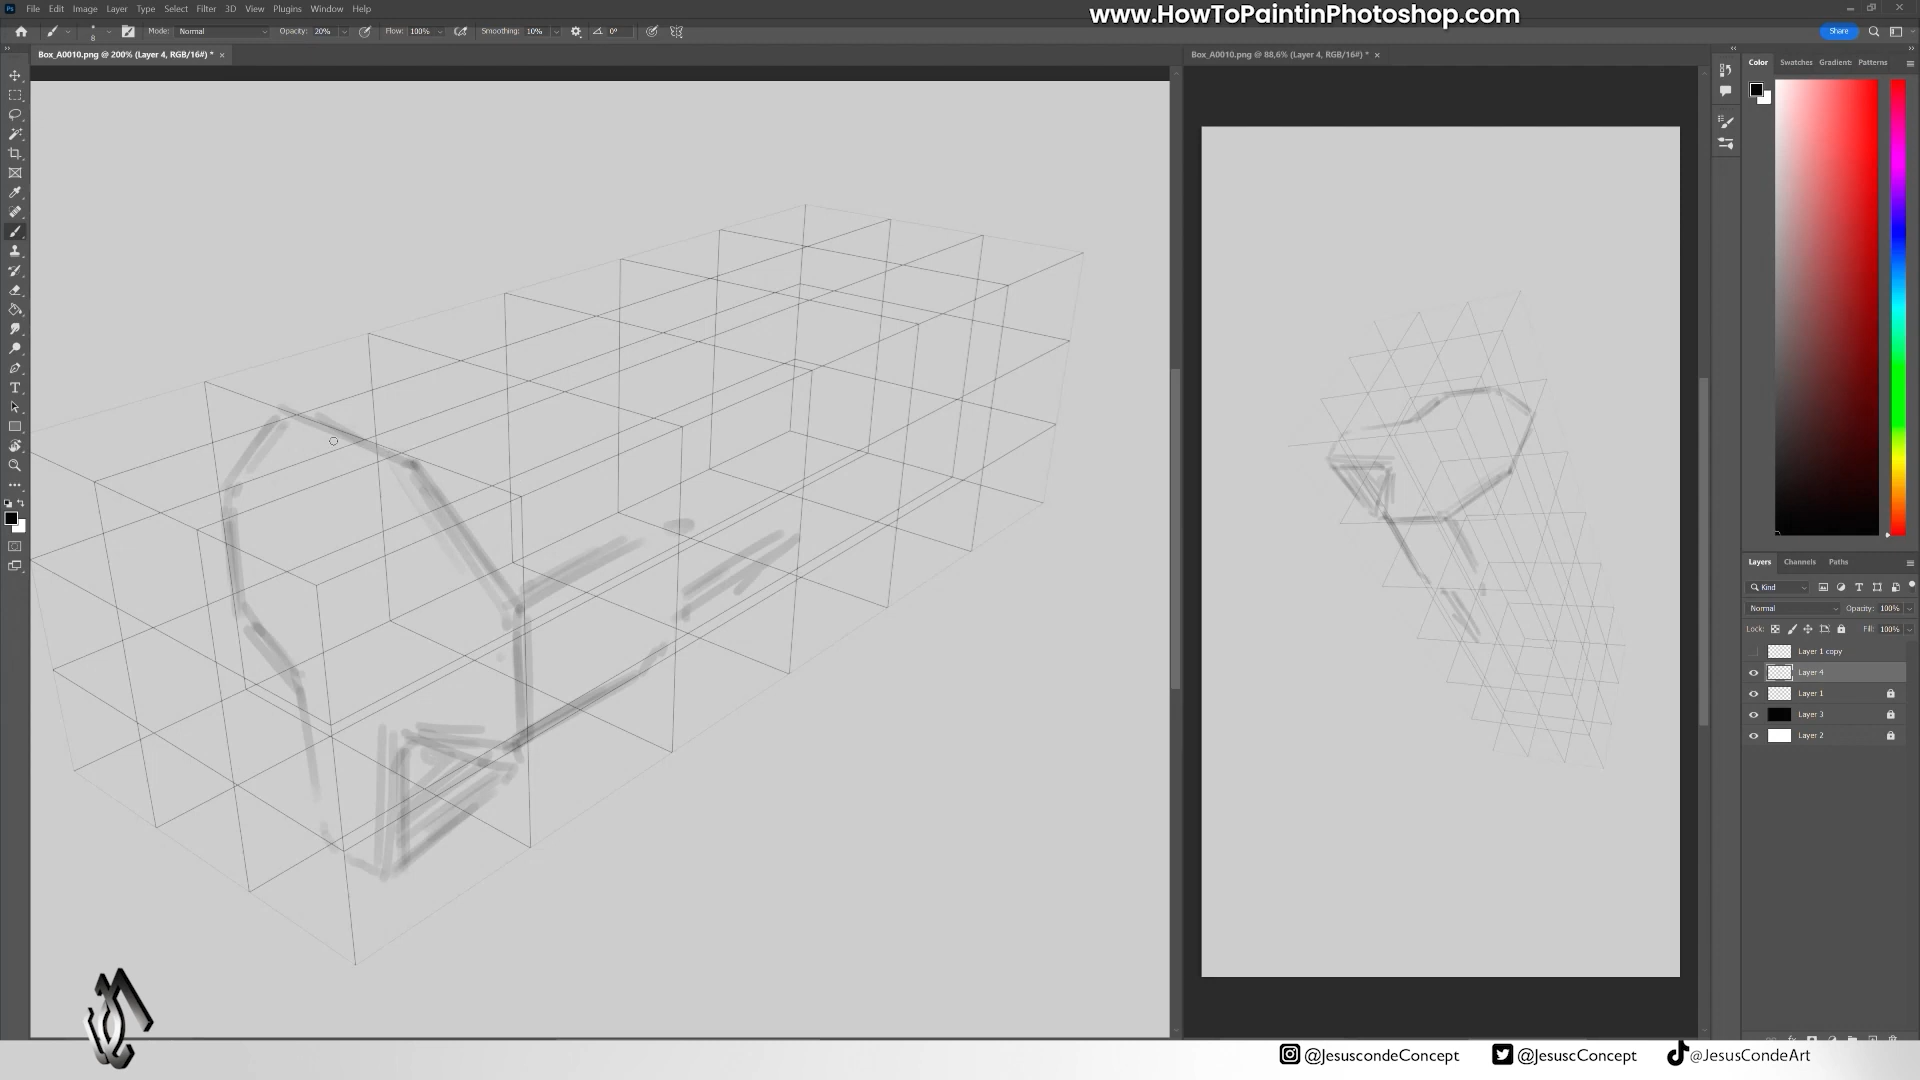 www.HowToPaintinPhotoshop.com
Ps File Edit Image Layer Type Select Filter 3D View Plugins Window Help
8 Mode: Normal Opacity: 20% Flow: 100% Smoothing: 10% 0° Share
Box_A0010.png @ 200% (Layer 4, RGB/16#) * ×
Box_A0010.png @ 88,6% (Layer 4, RGB/16#) * ×
Color Swatches Gradient Patterns
Layers Channels Paths
Kind
Normal Opacity: 100%
Lock: Fill: 100%
Layer 1 copy
Layer 4
Layer 1
Layer 3
Layer 2
@JesuscondeConcept @JesuscConcept @JesusCondeArt